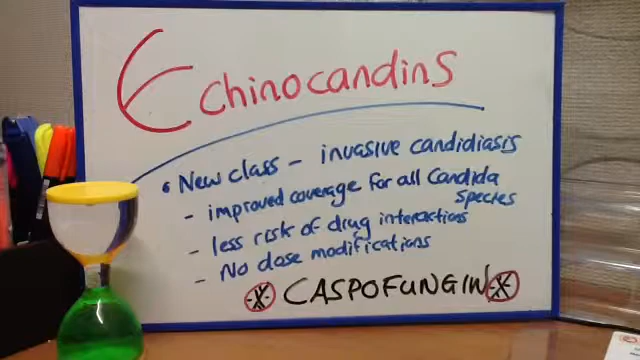 Echinocandins
• New class - invasive candidiasis
- improved coverage for all Candida
species
- less risk of drug interactions
- No dose modifications
CASPOFUNGIN